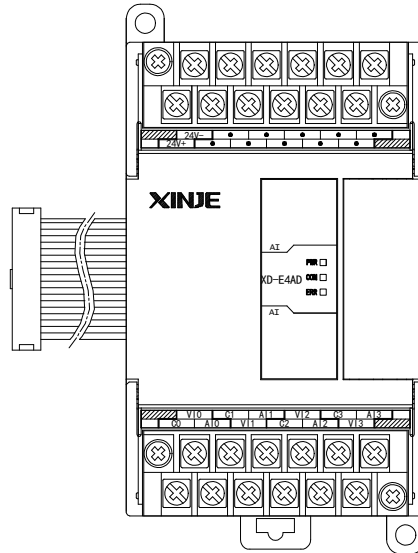 24V-
24V+
XINJE
AI
PWR
XD-E4AD COM
ERR
AI
VI0 C1 AI1 VI2 C3 AI3
C0 AI0 VI1 C2 AI2 VI3